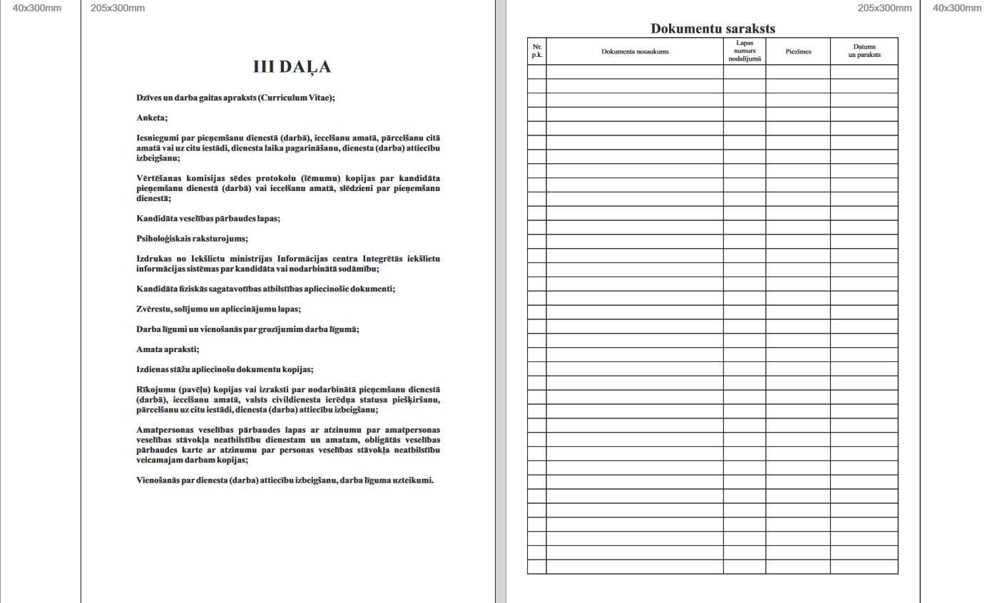 40x300mm
205x300mm
III DAĻA
Dzīves un darba gaitas apraksts (Curriculum Vitae);
Anketa;
Iesniegumi par pieņemšanu dienestā (darbā), iecelšanu amatā, pārcelšanu citā
amatā vai uz citu iestādi, dienesta laika pagarināšanu, dienesta (darba) attiecību
izbeigšanu;
Vērtēšanas komisijas sēdes protokolu (lēmumu) kopijas par kandidāta
pieņemšanu dienestā (darbā) vai iecelšanu amatā, slēdzieni par pieņemšanu
dienestā;
Kandidāta veselības pārbaudes lapas;
Psiholoģiskais raksturojums;
Izdrukas no Iekšlietu ministrijas Informācijas centra Integrētās iekšlietu
informācijas sistēmas par kandidāta vai nodarbinātā sodāmību;
Kandidāta fiziskās sagatavotības atbilstības apliecinošie dokumenti;
Zvērestu, solījumu un apliecinājumu lapas;
Darba līgumi un vienošanās par grozījumim darba līgumā;
Amata apraksti;
Izdienas stāžu apliecinošu dokumentu kopijas;
Rīkojumu (pavēļu) kopijas vai izraksti par nodarbinātā pieņemšanu dienestā
(darbā), iecelšanu amatā, valsts civildienesta ierēdņa statusa piešķiršanu,
pārcelšanu uz citu iestādi, dienesta (darba) attiecību izbeigšanu;
Amatpersonas veselības pārbaudes lapas ar atzinumu par amatpersonas
veselības stāvokļa neatbilstību dienestam un amatam, obligātās veselības
pārbaudes karte ar atzinumu par personas veselības stāvokļa neatbilstību
veicamajam darbam kopijas;
Vienošanās par dienesta (darba) attiecību izbeigšanu, darba līguma uzteikumi.
205x300mm
40x300mm
Dokumentu saraksts
Nr.
p.k.
Dokumenta nosaukums
Lapas
numurs
nodalījumā
Piezīmes
Datums
un paraksts